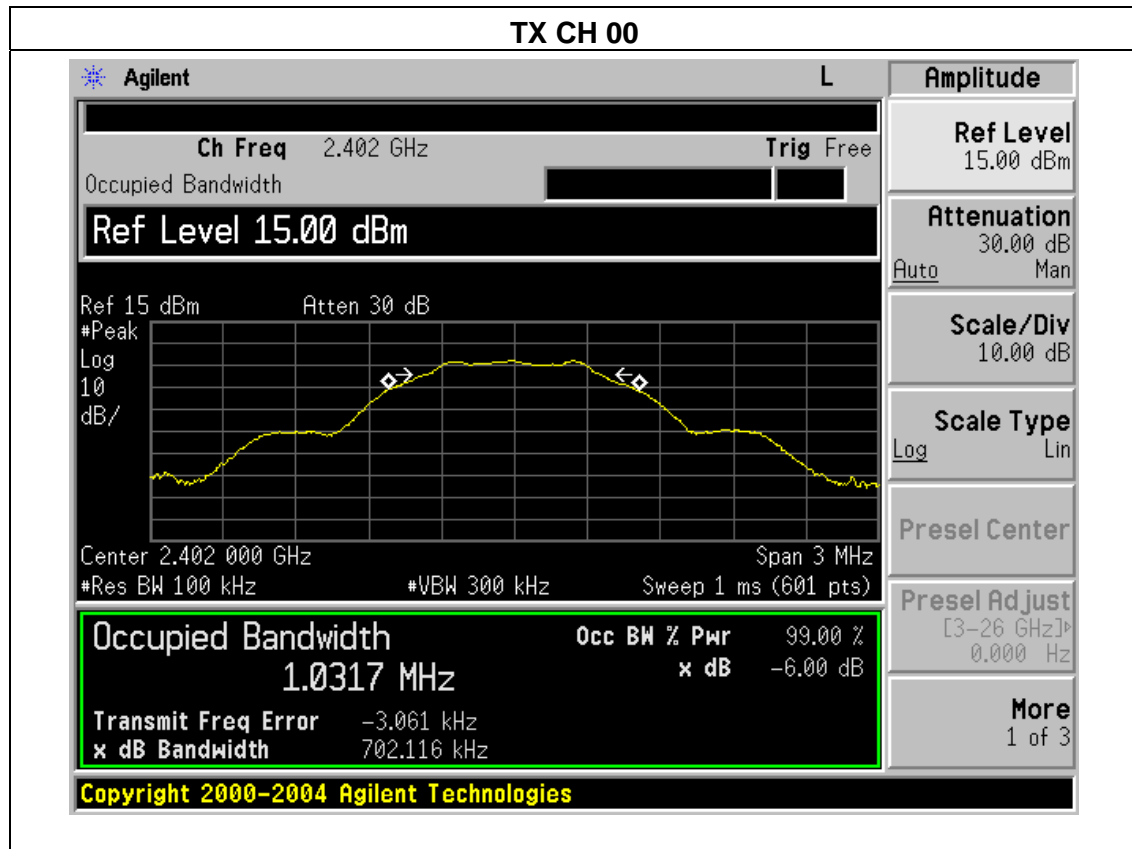 TX CH 00
Agilent L
Ch Freq 2.402 GHz Trig Free
Occupied Bandwidth
Ref Level 15.00 dBm
Ref 15 dBm Atten 30 dB
#Peak
Log
10
dB/
Center 2.402 000 GHz Span 3 MHz
#Res BW 100 kHz #VBW 300 kHz Sweep 1 ms (601 pts)
Occupied Bandwidth Occ BW % Pwr 99.00 %
1.0317 MHz x dB -6.00 dB
Transmit Freq Error -3.061 kHz
x dB Bandwidth 702.116 kHz
Copyright 2000-2004 Agilent Technologies
Amplitude
Ref Level
15.00 dBm
Attenuation
30.00 dB
Auto Man
Scale/Div
10.00 dB
Scale Type
Log Lin
Presel Center
Presel Adjust
[3-26 GHz]
0.000 Hz
More
1 of 3